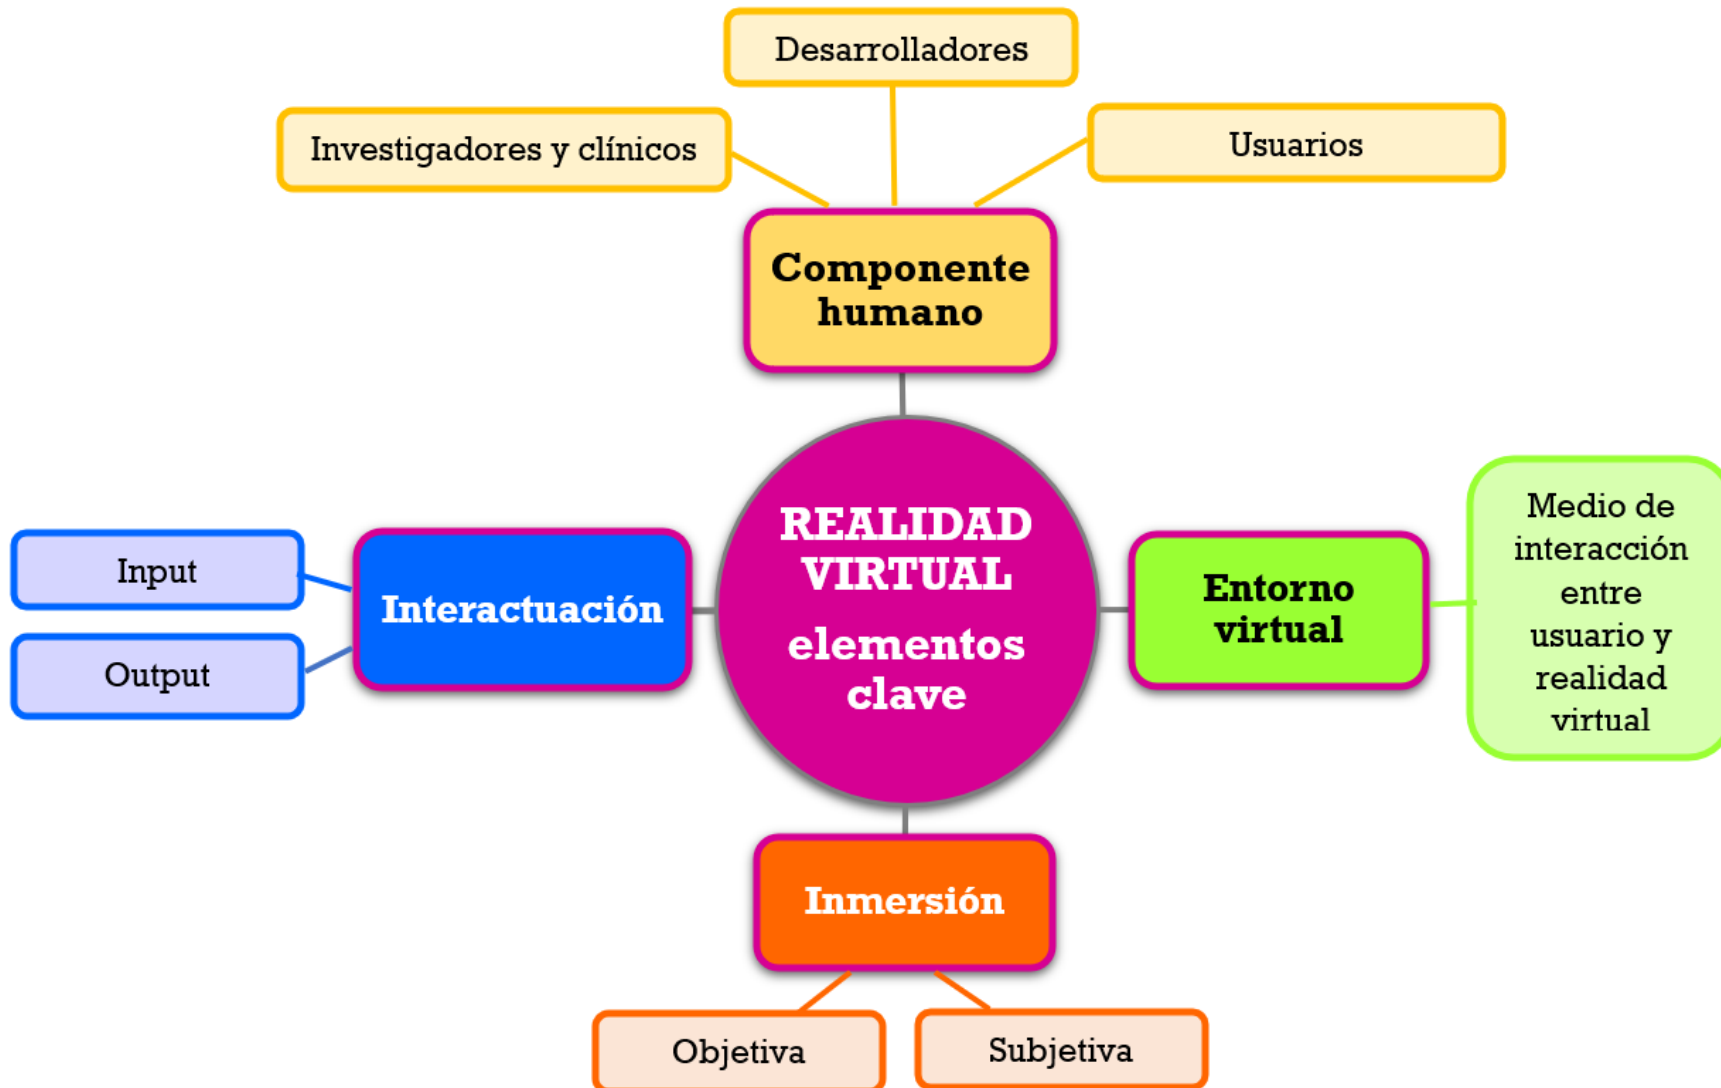 Desarrolladores
Investigadores y clínicos
Usuarios
Componente
humano
REALIDAD
VIRTUAL
elementos
clave
Interactuación
Input
Output
Entorno
virtual
Medio de
interacción
entre
usuario y
realidad
virtual
Inmersión
Objetiva
Subjetiva